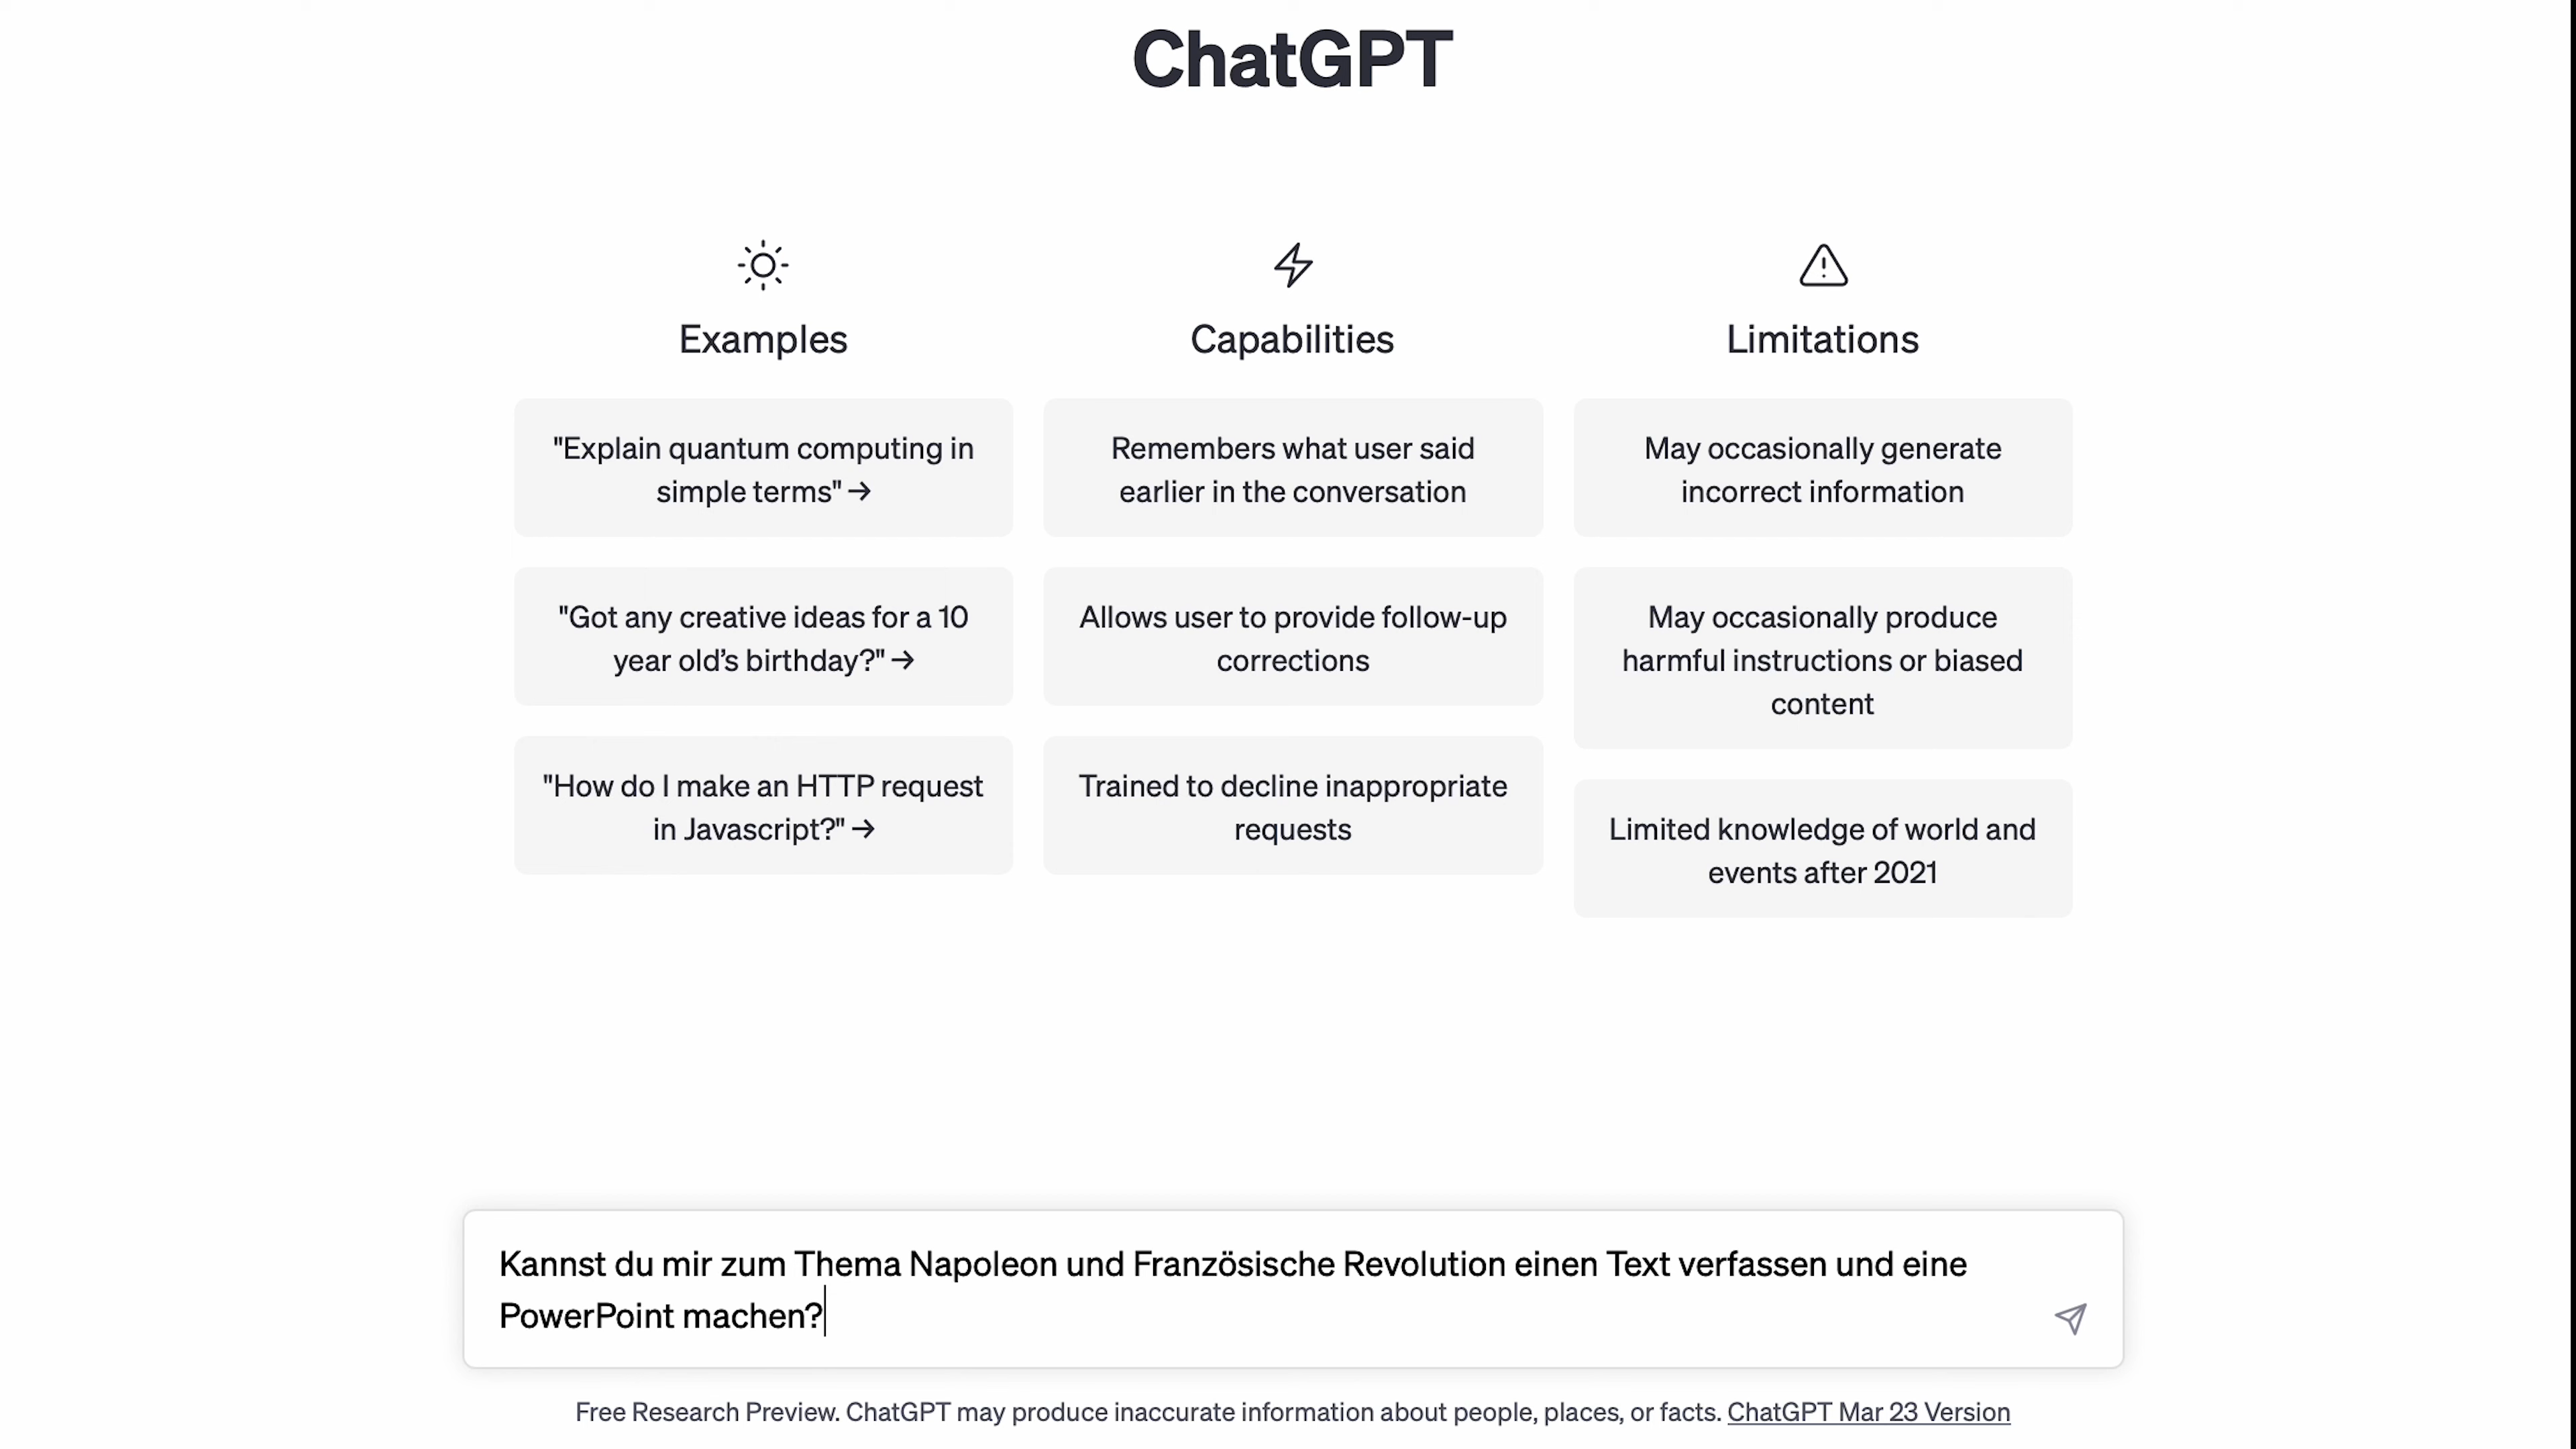 ChatGPT
Examples
"Explain quantum computing in
simple terms" →
"Got any creative ideas for a 10
year old’s birthday?" →
"How do I make an HTTP request
in Javascript?" →
Capabilities
Remembers what user said
earlier in the conversation
Allows user to provide follow-up
corrections
Trained to decline inappropriate
requests
Limitations
May occasionally generate
incorrect information
May occasionally produce
harmful instructions or biased
content
Limited knowledge of world and
events after 2021
Kannst du mir zum Thema Napoleon und Französische Revolution einen Text verfassen und eine
PowerPoint machen?
Free Research Preview. ChatGPT may produce inaccurate information about people, places, or facts. ChatGPT Mar 23 Version